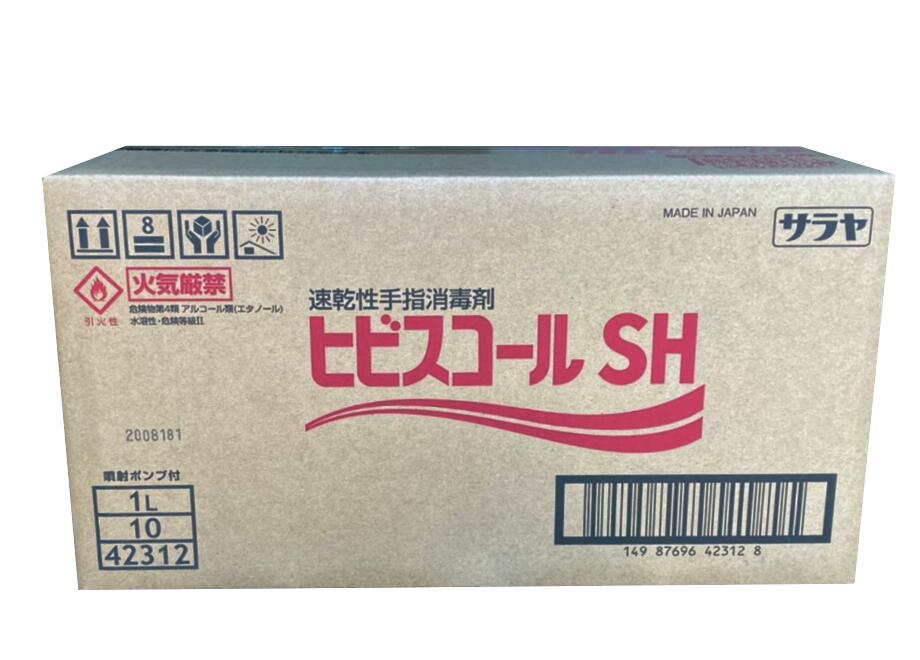 MADE IN JAPAN
サラヤ
8
火気厳禁
引火性
危険物第4類 アルコール類(エタノール)
水溶性・危険等級II
速乾性手指消毒剤
ヒビスコールSH
2008181
噴射ポンプ付
1L
10
42312
149 87696 42312 8